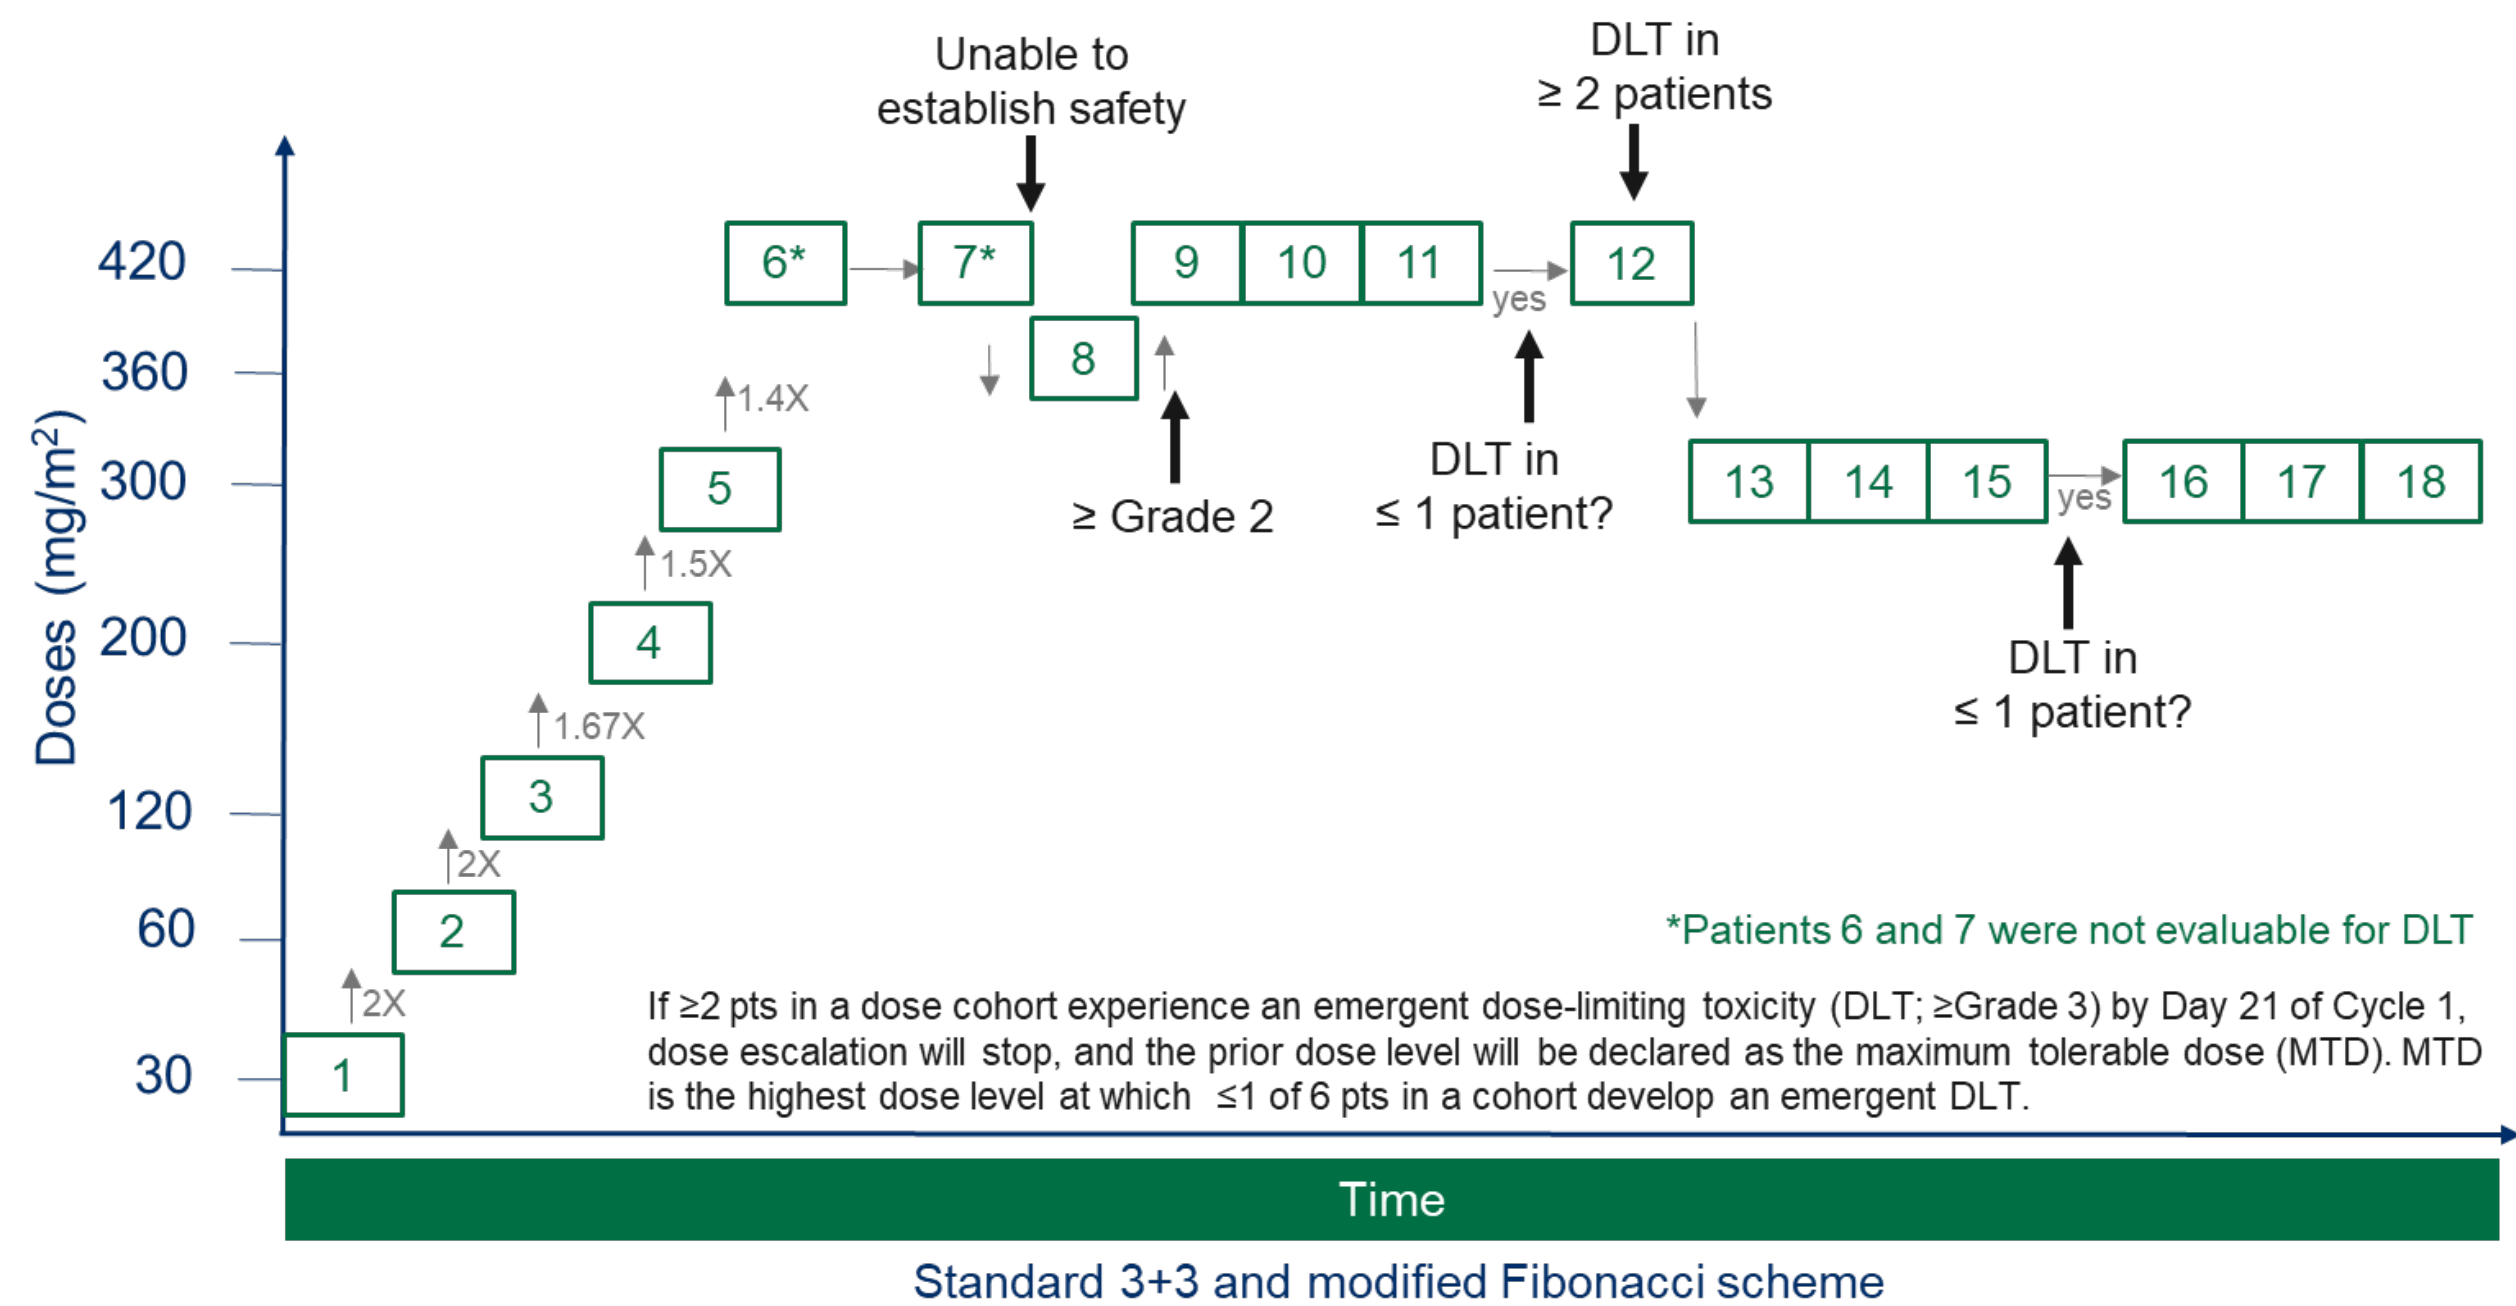 Unable to
establish safety
DLT in
≥ 2 patients
Doses (mg/m²)
420
360
300
200
120
60
30
6*
7*
9
10
11
yes
12
8
1.4X
≥ Grade 2
DLT in
≤ 1 patient?
5
13
14
15
yes
16
17
18
1.5X
4
DLT in
≤ 1 patient?
1.67X
3
2X
2
*Patients 6 and 7 were not evaluable for DLT
2X
1
If ≥2 pts in a dose cohort experience an emergent dose-limiting toxicity (DLT; ≥Grade 3) by Day 21 of Cycle 1,
dose escalation will stop, and the prior dose level will be declared as the maximum tolerable dose (MTD). MTD
is the highest dose level at which ≤1 of 6 pts in a cohort develop an emergent DLT.
Time
Standard 3+3 and modified Fibonacci scheme